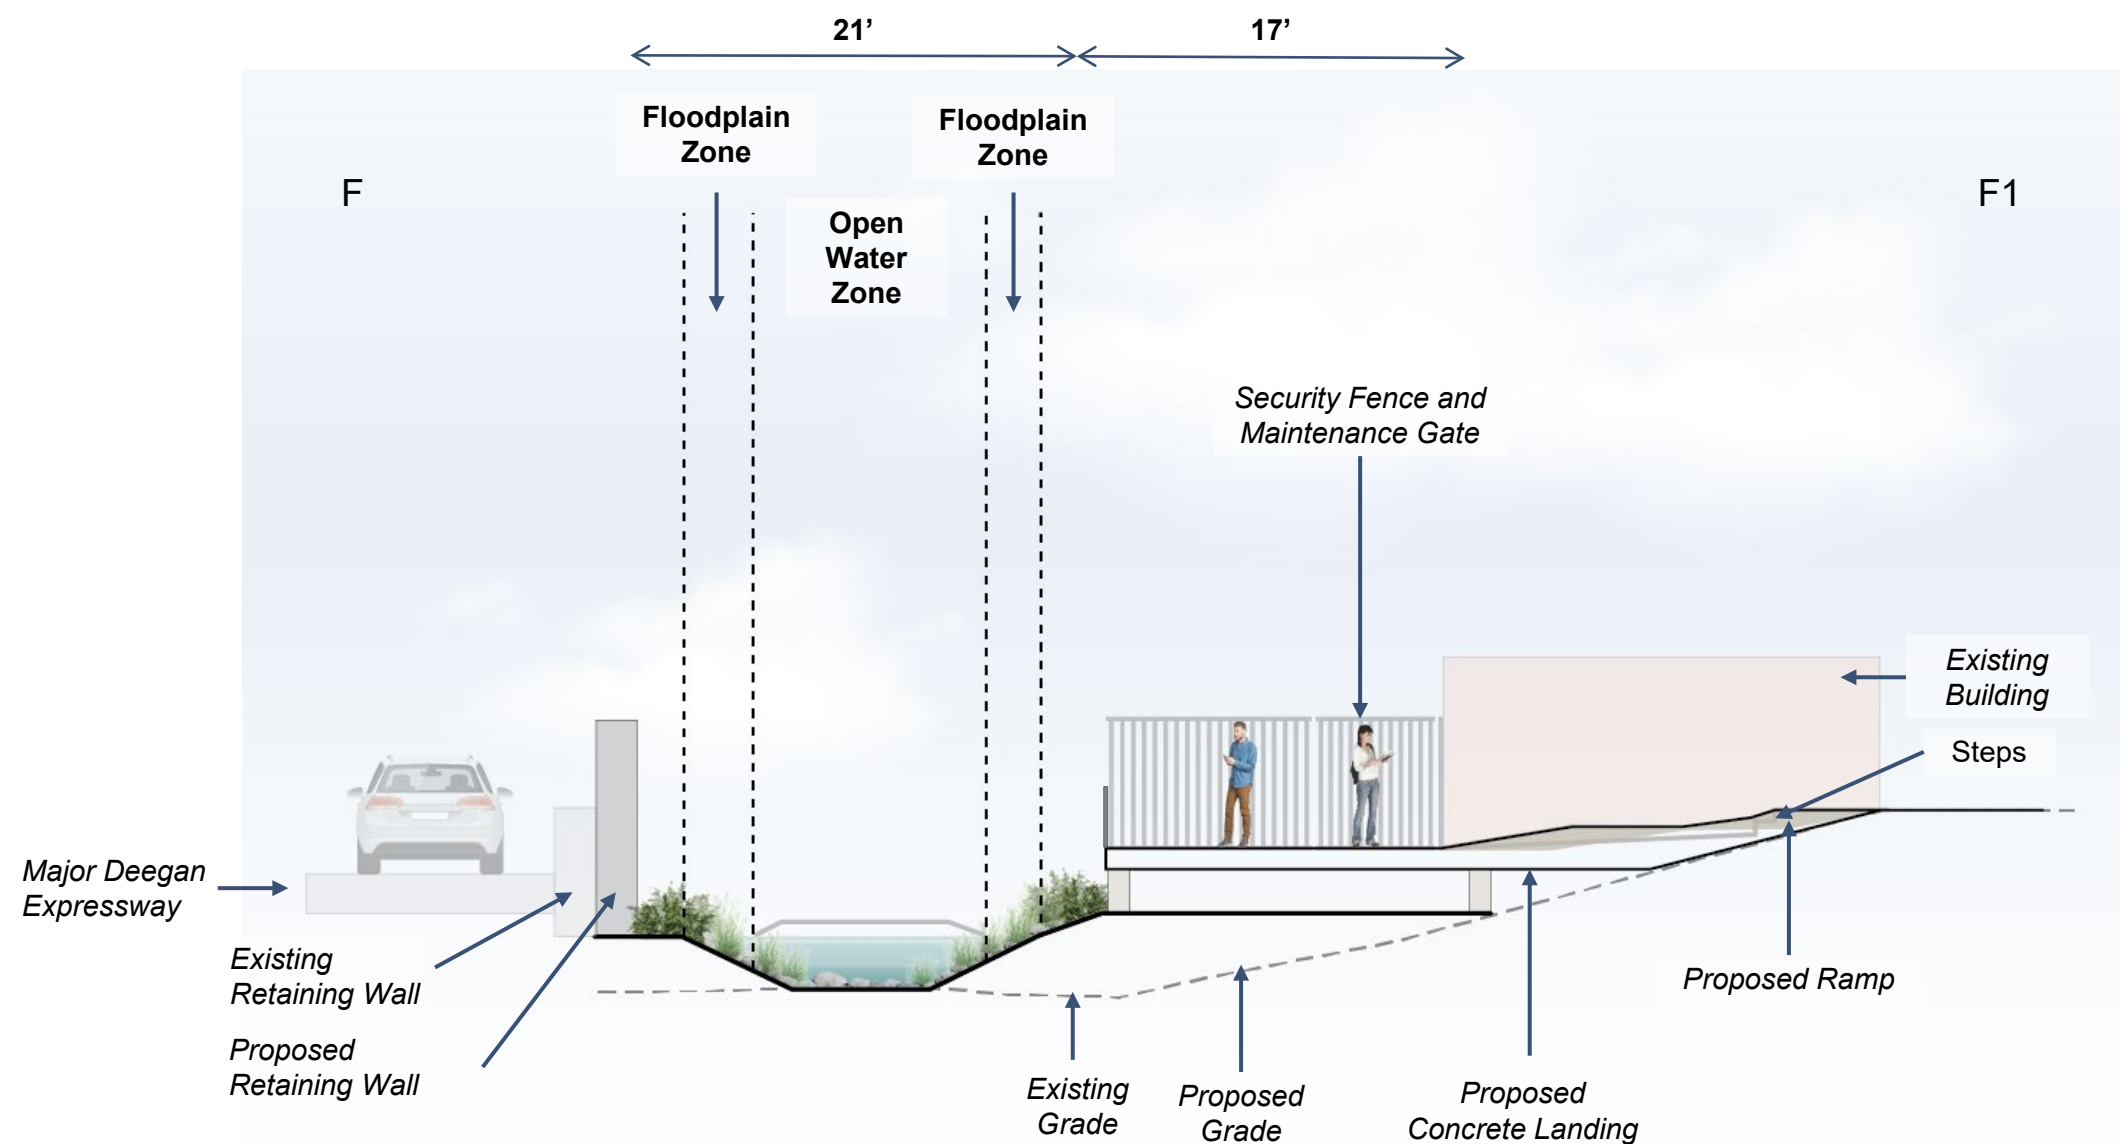 21’
17’
Floodplain
Zone
Floodplain
Zone
F
F1
Open
Water
Zone
Security Fence and
Maintenance Gate
Existing
Building
Steps
Major Deegan
Expressway
Existing
Retaining Wall
Proposed Ramp
Proposed
Retaining Wall
Existing
Grade
Proposed
Grade
Proposed
Concrete Landing